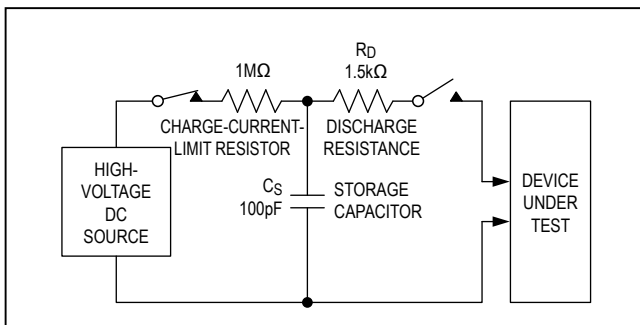 1MΩ
CHARGE-CURRENT-
LIMIT RESISTOR
RD
1.5kΩ
DISCHARGE
RESISTANCE
HIGH-
VOLTAGE
DC
SOURCE
CS
100pF
STORAGE
CAPACITOR
DEVICE
UNDER
TEST